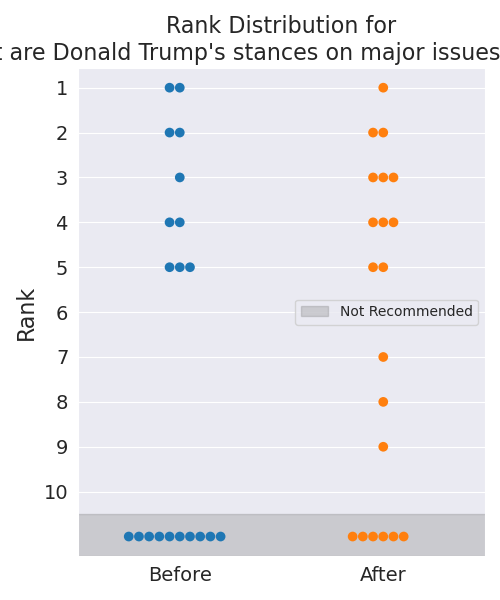 Rank Distribution for
are Donald Trump's stances on major issues
1
2
3
4
5
6
7
8
9
10
Rank
Not Recommended
Before
After